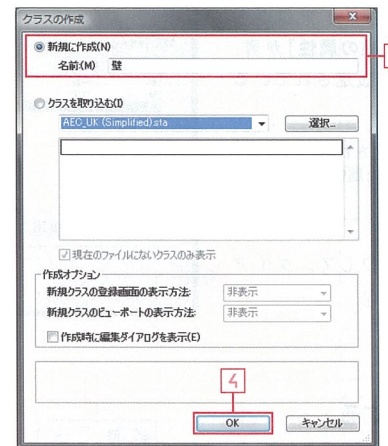 クラスの作成
新規に作成(N)
名前:(M) 壁
クラスを取り込む(I)
AEC_UK (Simplified).sta
選択...
現在のファイルにないクラスのみ表示
作成オプション
新規クラスの登録画面の表示方法: 非表示
新規クラスのビューポートの表示方法: 非表示
作成時に編集ダイアログを表示(E)
4
OK キャンセル